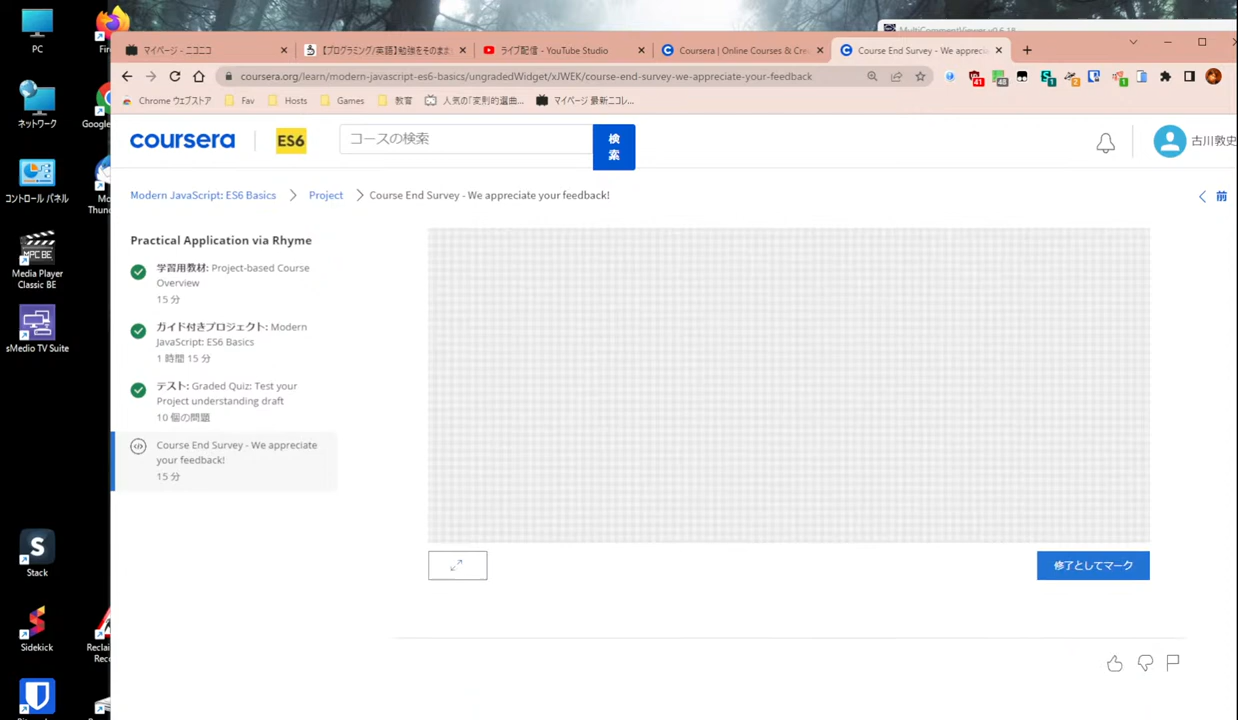 PC
ネットワーク
コントロール パネル
Media Player
Classic BE
sMedio TV Suite
Stack
Sidekick
Google
Thund
MultiCommentViewer v0.6.18
マイページ - ニコニコ
【プログラミング/英語】勉強をそのまま
ライブ配信 - YouTube Studio
Coursera | Online Courses & Cre
Course End Survey - We appreci
coursera.org/learn/modern-javascript-es6-basics/ungradedWidget/xJWEK/course-end-survey-we-appreciate-your-feedback
Chrome ウェブストア
Fav
Hosts
Games
教育
人気の「変則的選曲...
マイページ 最新ニコレ...
coursera
ES6
コースの検索
検
索
古川敦史
Modern JavaScript: ES6 Basics
Project
Course End Survey - We appreciate your feedback!
前
Practical Application via Rhyme
学習用教材: Project-based Course
Overview
15 分
ガイド付きプロジェクト: Modern
JavaScript: ES6 Basics
1 時間 15 分
テスト: Graded Quiz: Test your
Project understanding draft
10 個の問題
Course End Survey - We appreciate
your feedback!
15 分
修了としてマーク